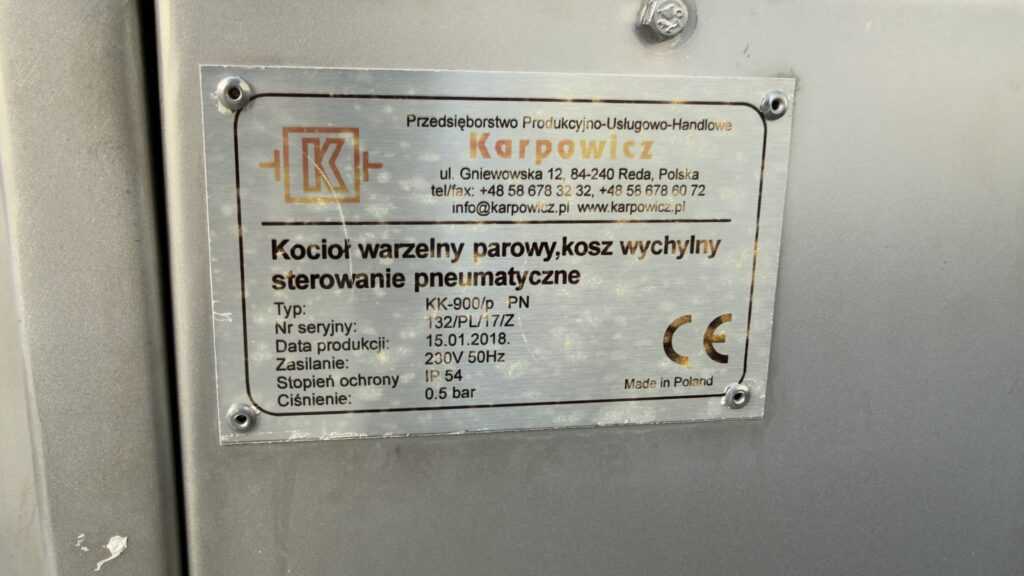 K
Przedsięborstwo Produkcyjno-Usługowo-Handlowe
Karpowicz
ul. Gniewowska 12, 84-240 Reda, Polska
tel/fax: +48 58 678 32 32, +48 58 678 60 72
info@karpowicz.pl www.karpowicz.pl
Kocioł warzelny parowy,kosz wychylny
sterowanie pneumatyczne
Typ: KK-900/p PN
Nr seryjny: 132/PL/17/Z
Data produkcji: 15.01.2018.
Zasilanie: 230V 50Hz
Stopień ochrony IP 54
Ciśnienie: 0.5 bar
CE
Made in Poland